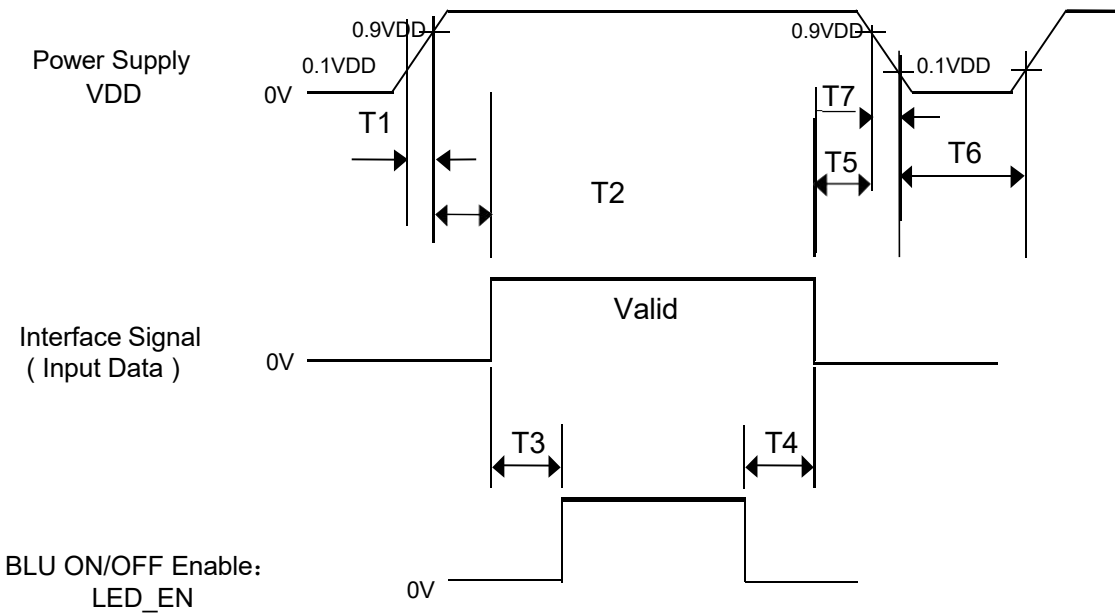 0.9VDD
0.9VDD
Power Supply
VDD
0.1VDD
0.1VDD
0V
T1
T7
T5
T6
T2
Valid
Interface Signal
( Input Data )
0V
T3
T4
BLU ON/OFF Enable：
LED_EN
0V